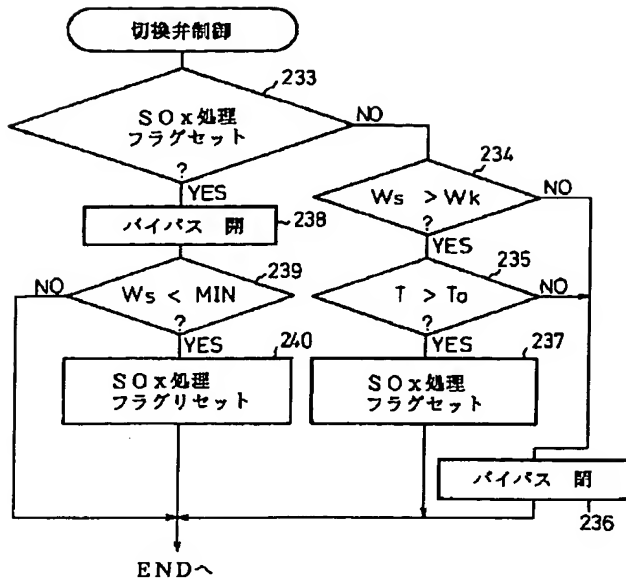 切換弁制御
233
SOx処理
フラグセット
?
NO
YES
234
Ws > Wk
?
NO
YES
バイパス 開
238
235
T > To
?
NO
YES
239
NO
Ws < MIN
?
YES
240
SOx処理
フラグリセット
237
SOx処理
フラグセット
バイパス 閉
236
ENDへ